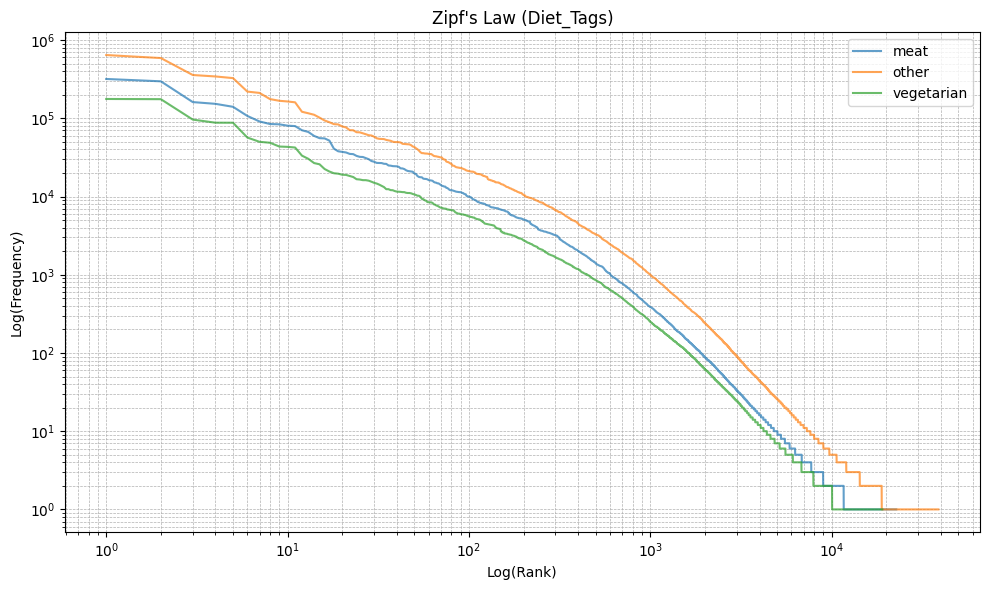 Zipf's Law (Diet_Tags)
meat
other
vegetarian
Log(Frequency)
10^6
10^5
10^4
10^3
10^2
10^1
10^0
10^0 10^1 10^2 10^3 10^4
Log(Rank)